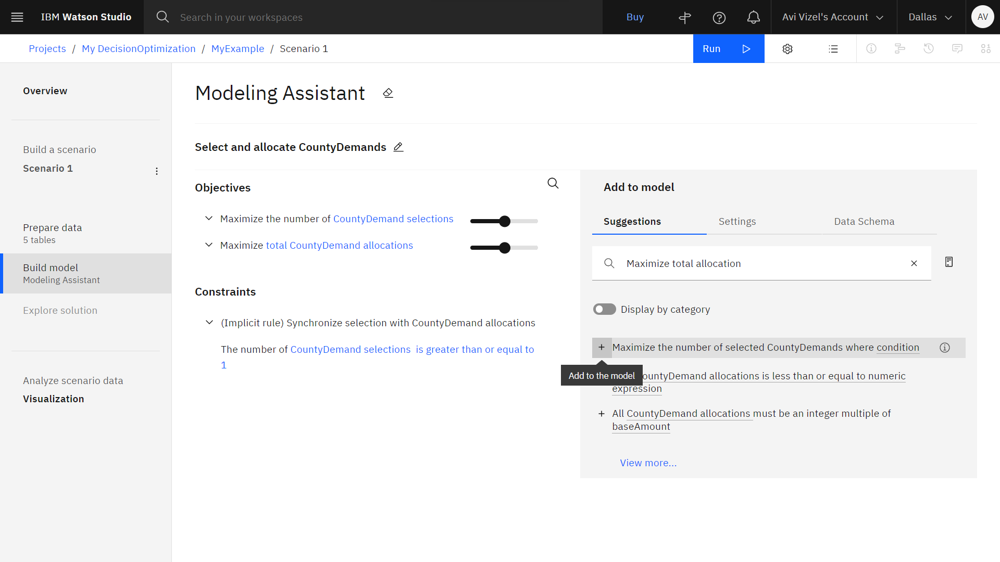 IBM Watson Studio
Search in your workspaces
Buy
Avi Vizel's Account
Dallas
AV
Projects / My DecisionOptimization / MyExample / Scenario 1
Run
Overview
Build a scenario
Scenario 1
Prepare data
5 tables
Build model
Modeling Assistant
Explore solution
Analyze scenario data
Visualization
Modeling Assistant
Select and allocate CountyDemands
Objectives
Maximize the number of CountyDemand selections
Maximize total CountyDemand allocations
Constraints
(Implicit rule) Synchronize selection with CountyDemand allocations
The number of CountyDemand selections is greater than or equal to
1
Add to model
Suggestions
Settings
Data Schema
Maximize total allocation
Display by category
Maximize the number of selected CountyDemands where condition
Add to the model
allocations is less than or equal to numeric
expression
All CountyDemand allocations must be an integer multiple of
baseAmount
View more...